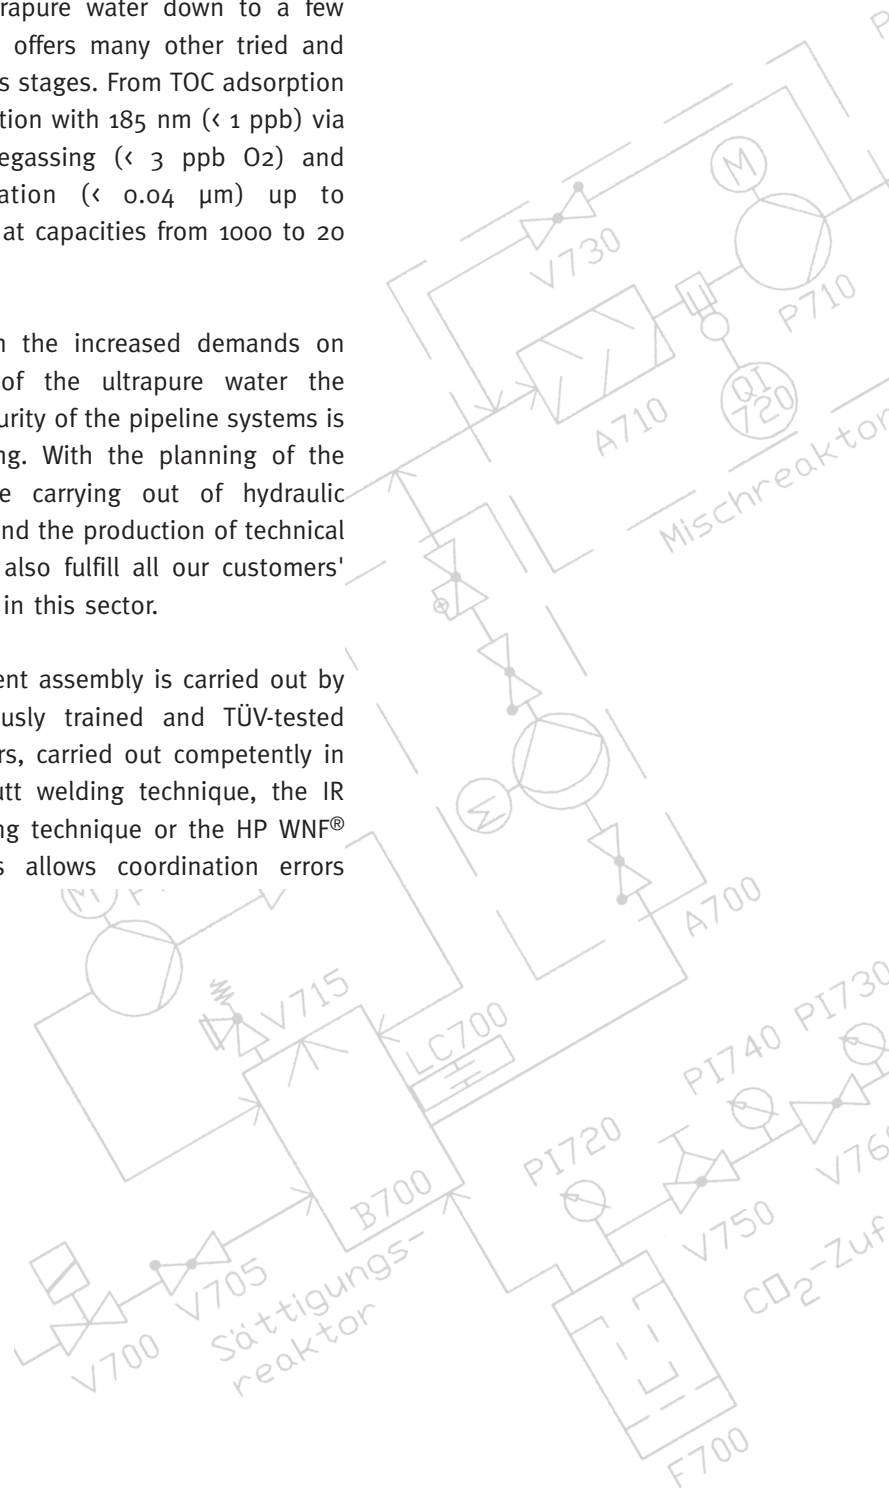 rapure water down to a few
offers many other tried and
s stages. From TOC adsorption
tion with 185 nm (< 1 ppb) via
egassing (< 3 ppb O2) and
ation (< 0.04 µm) up to
at capacities from 1000 to 20
the increased demands on
of the ultrapure water the
urity of the pipeline systems is
ng. With the planning of the
e carrying out of hydraulic
nd the production of technical
also fulfill all our customers'
in this sector.
ent assembly is carried out by
usly trained and TÜV-tested
rs, carried out competently in
utt welding technique, the IR
ng technique or the HP WNF®
s allows coordination errors
M
V730
P710
QI
720
A710
Mischreaktor
M
A700
M
V715
LC700
PI730
PI740
PI720
V750
CO2-Zuf
B700
V705
Sättigungs-
reaktor
V700
F700